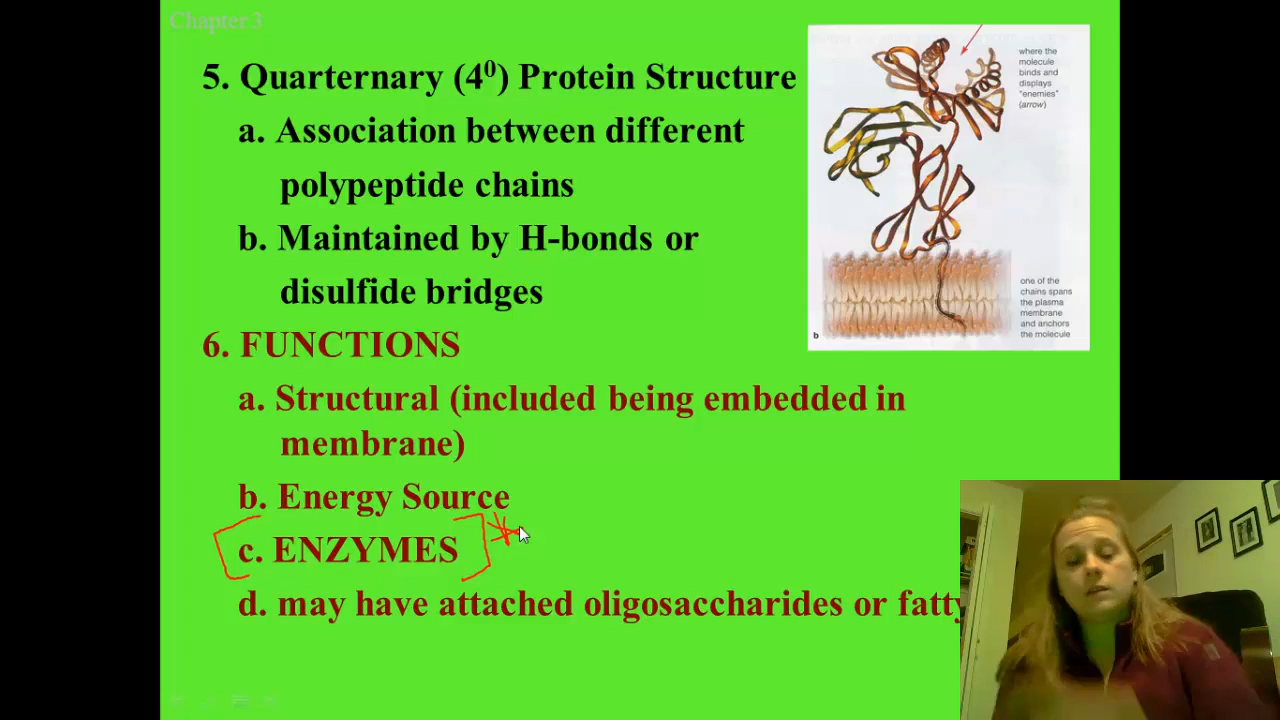 Chapter 3
5. Quarternary (4⁰) Protein Structure
a. Association between different
polypeptide chains
b. Maintained by H-bonds or
disulfide bridges
6. FUNCTIONS
a. Structural (included being embedded in
membrane)
b. Energy Source
c. ENZYMES
d. may have attached oligosaccharides or fatty
where the
molecule
binds and
displays
"enemies"
(arrow)
one of the
chains spans
the plasma
membrane
and anchors
the molecule
b